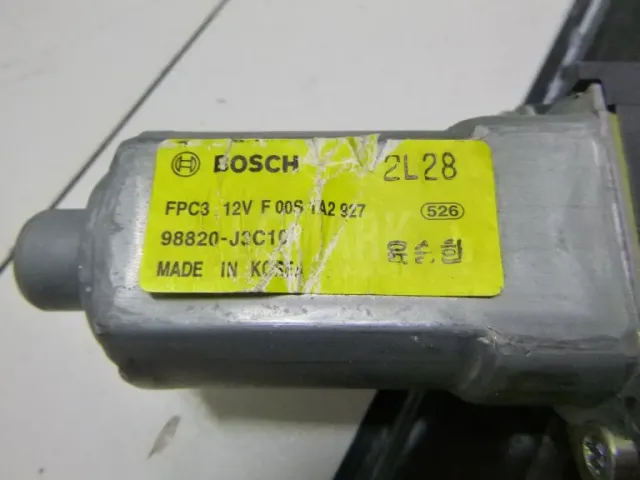 BOSCH 2L28
FPC3 12V F 00S 1A2 927 526
98820-J3C10
MADE IN KOREA